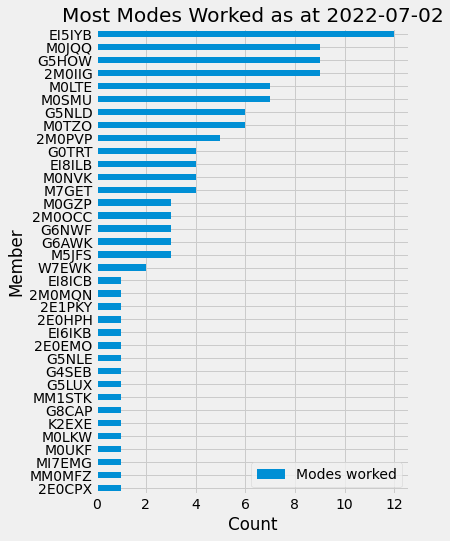 Most Modes Worked as at 2022-07-02
EI5IYB
M0JQQ
G5HOW
2M0IIG
M0LTE
M0SMU
G5NLD
M0TZO
2M0PVP
G0TRT
EI8ILB
M0NVK
M7GET
M0GZP
2M0OCC
G6NWF
G6AWK
M5JFS
W7EWK
EI8ICB
2M0MQN
2E1PKY
2E0HPH
EI6IKB
2E0EMO
G5NLE
G4SEB
G5LUX
MM1STK
G8CAP
K2EXE
M0LKW
M0UKF
MI7EMG
MM0MFZ
2E0CPX
Member
Modes worked
0 2 4 6 8 10 12
Count